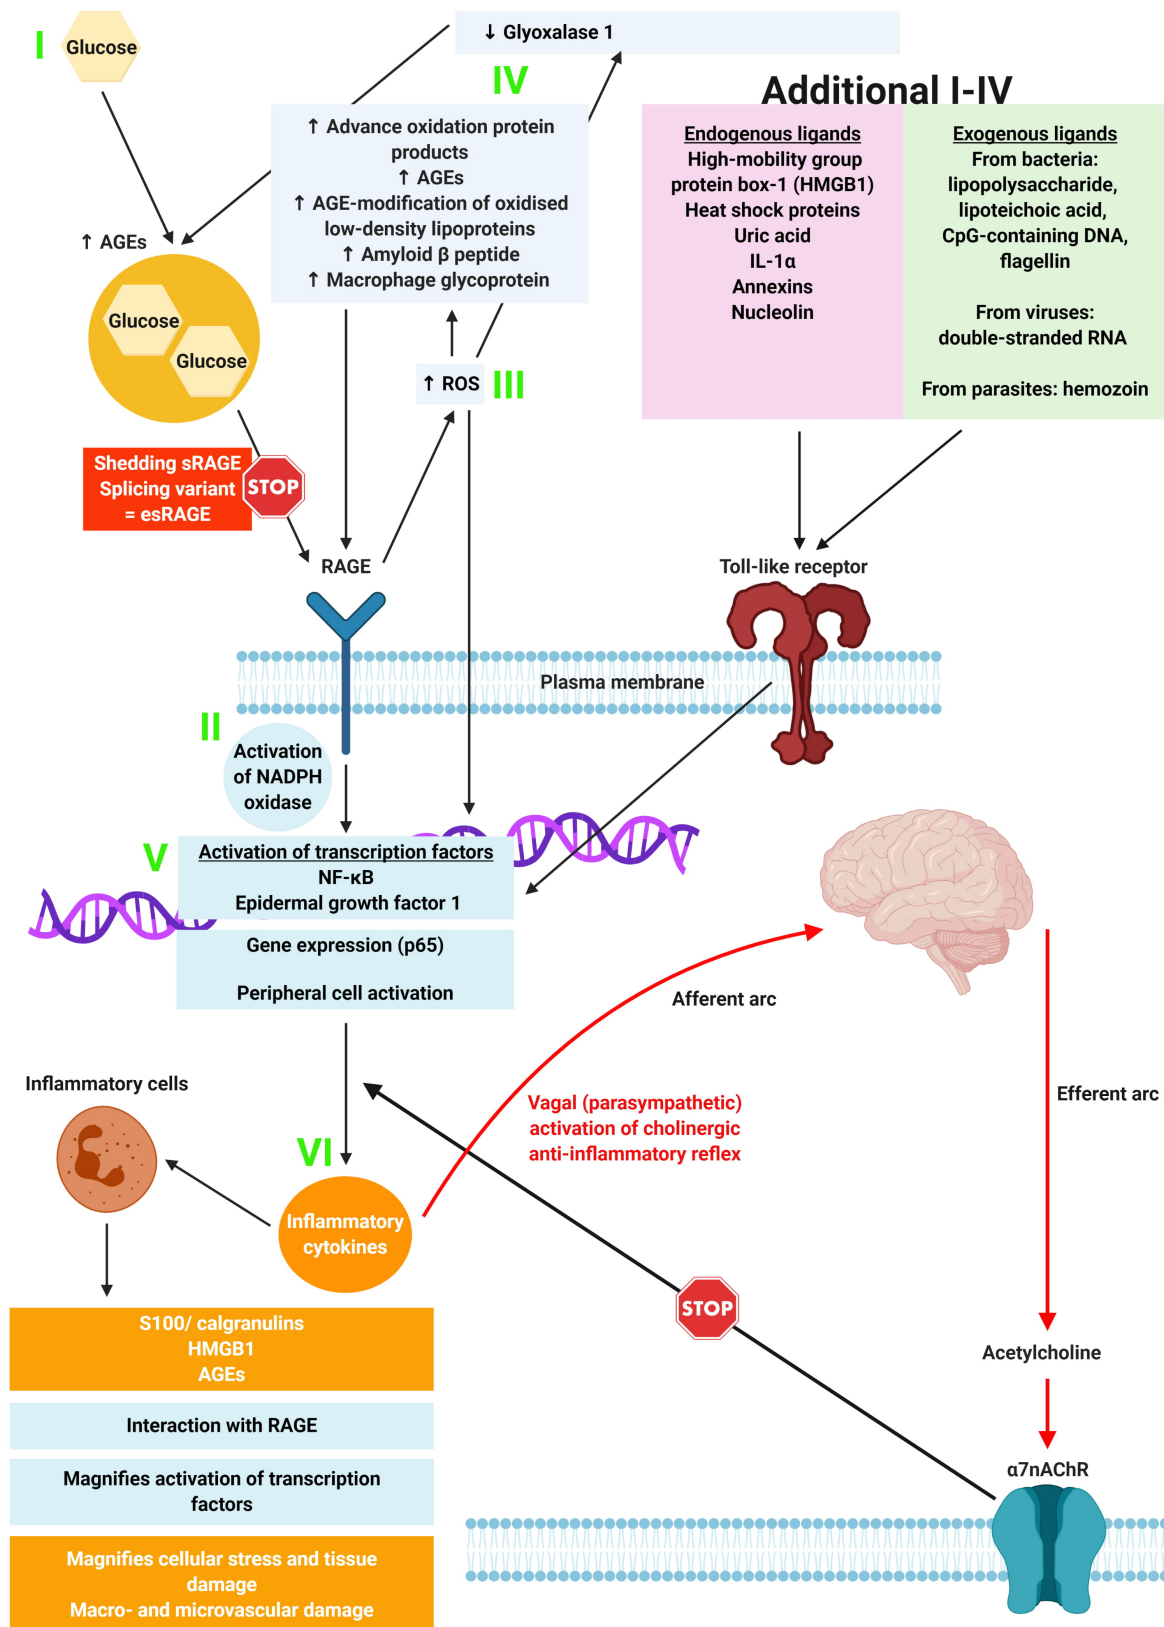 I
Glucose
↓ Glyoxalase 1
IV
↑ Advance oxidation protein
products
↑ AGEs
↑ AGE-modification of oxidised
low-density lipoproteins
↑ Amyloid β peptide
↑ Macrophage glycoprotein
Additional I-IV
Endogenous ligands
High-mobility group
protein box-1 (HMGB1)
Heat shock proteins
Uric acid
IL-1α
Annexins
Nucleolin
Exogenous ligands
From bacteria:
lipopolysaccharide,
lipoteichoic acid,
CpG-containing DNA,
flagellin
From viruses:
double-stranded RNA
From parasites: hemozoin
↑ AGEs
Glucose
Glucose
↑ ROS
III
Shedding sRAGE
Splicing variant
= esRAGE
STOP
RAGE
Toll-like receptor
Plasma membrane
II
Activation
of NADPH
oxidase
V
Activation of transcription factors
NF-κB
Epidermal growth factor 1
Gene expression (p65)
Peripheral cell activation
Afferent arc
Efferent arc
Inflammatory cells
Vagal (parasympathetic)
activation of cholinergic
anti-inflammatory reflex
VI
Inflammatory
cytokines
STOP
S100/ calgranulins
HMGB1
AGEs
Acetylcholine
Interaction with RAGE
α7nAChR
Magnifies activation of transcription
factors
Magnifies cellular stress and tissue
damage
Macro- and microvascular damage